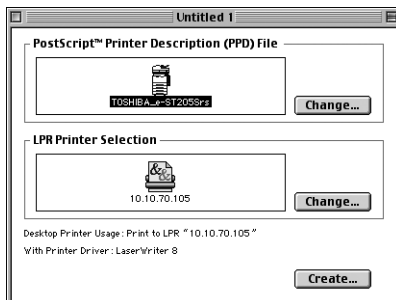 Untitled 1
PostScript™ Printer Description (PPD) File
TOSHIBA_e-ST205Srs
Change...
LPR Printer Selection
10.10.70.105
Change...
Desktop Printer Usage: Print to LPR "10.10.70.105"
With Printer Driver: LaserWriter 8
Create...